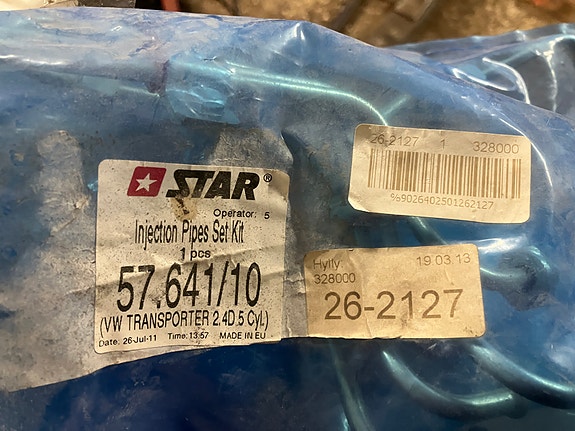 STAR®
Operator: 5
Injection Pipes Set Kit
1 pcs
57.641/10
(VW TRANSPORTER 2.4D.5 Cyl.)
Date: 26-Jul-11 Time:13:57 MADE IN EU
26-2127 1 328000
%9026402501262127
Hylly 19 03.13
328000
26-2127